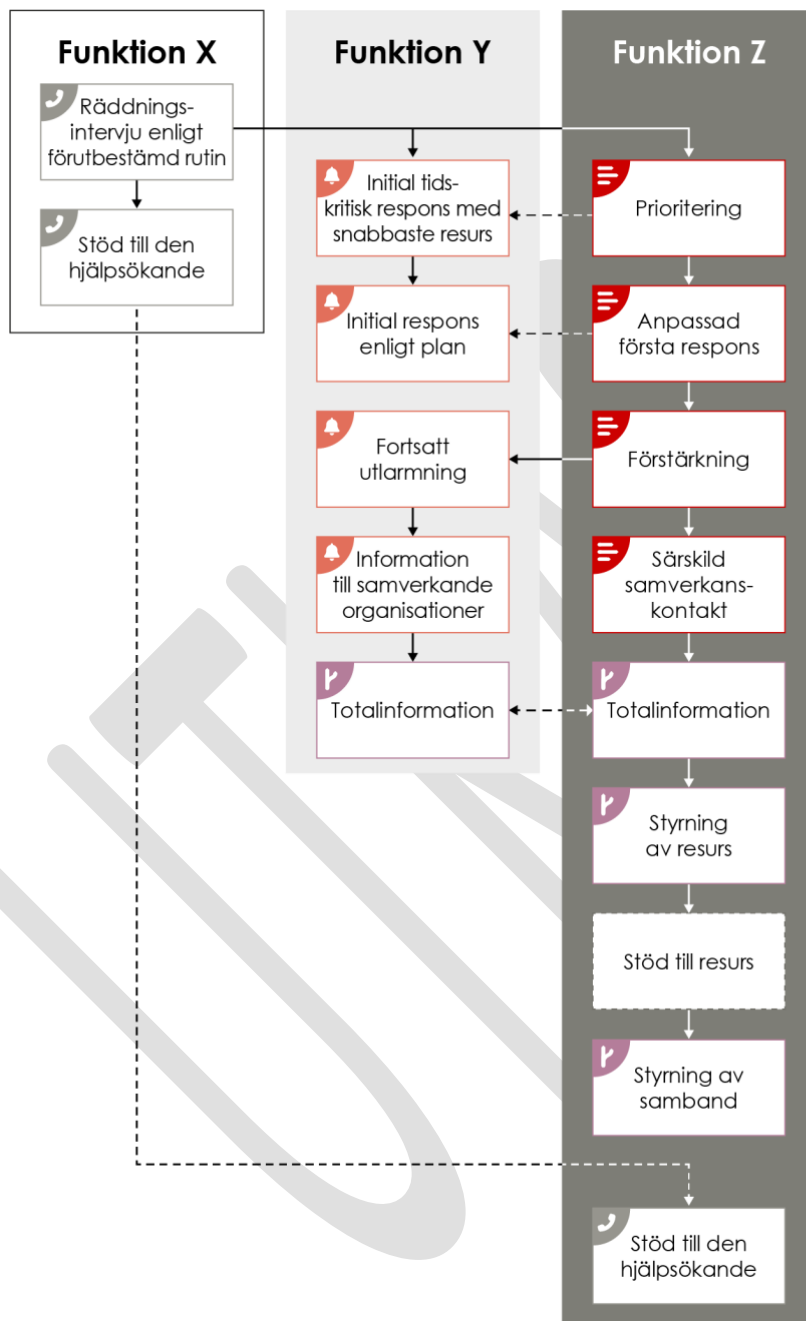 Funktion X
Räddnings-
intervju enligt
förutbestämd rutin
Stöd till den
hjälpsökande
Funktion Y
Initial tids-
kritisk respons med
snabbaste resurs
Initial respons
enligt plan
Fortsatt
utlarmning
Information
till samverkande
organisationer
Totalinformation
Funktion Z
Prioritering
Anpassad
första respons
Förstärkning
Särskild
samverkans-
kontakt
Totalinformation
Styrning
av resurs
Stöd till resurs
Styrning av
samband
Stöd till den
hjälpsökande